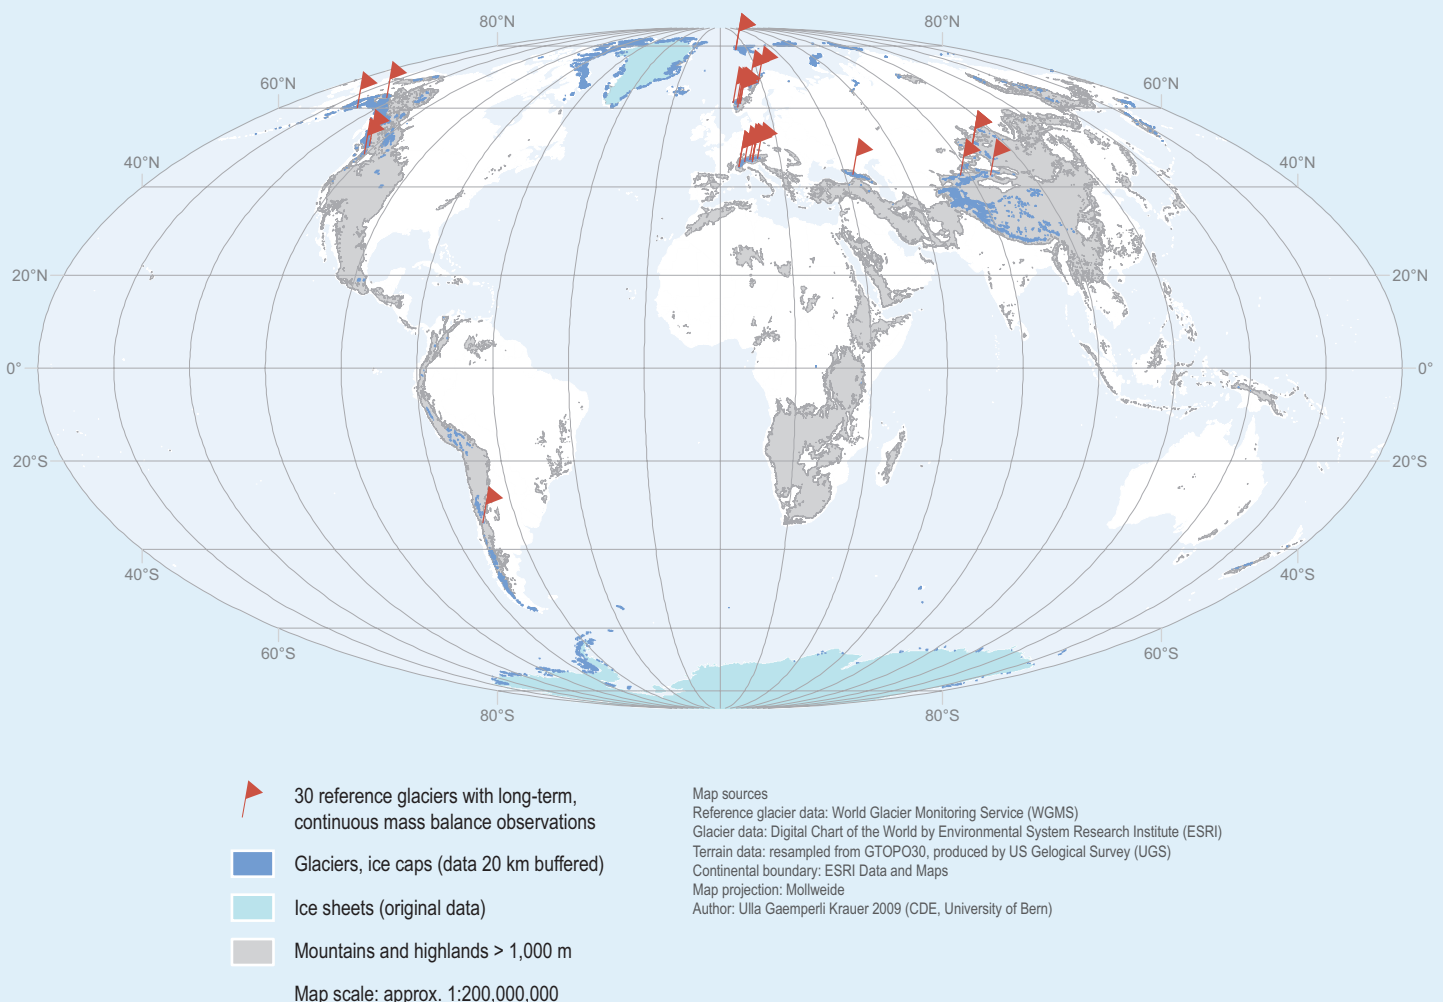 80°N 80°N
60°N 60°N
40°N 40°N
20°N 20°N
0° 0°
20°S 20°S
40°S 40°S
60°S 60°S
80°S 80°S
30 reference glaciers with long-term,
continuous mass balance observations
Glaciers, ice caps (data 20 km buffered)
Ice sheets (original data)
Mountains and highlands > 1,000 m
Map scale: approx. 1:200,000,000
Map sources
Reference glacier data: World Glacier Monitoring Service (WGMS)
Glacier data: Digital Chart of the World by Environmental System Research Institute (ESRI)
Terrain data: resampled from GTOPO30, produced by US Gelogical Survey (UGS)
Continental boundary: ESRI Data and Maps
Map projection: Mollweide
Author: Ulla Gaemperli Krauer 2009 (CDE, University of Bern)